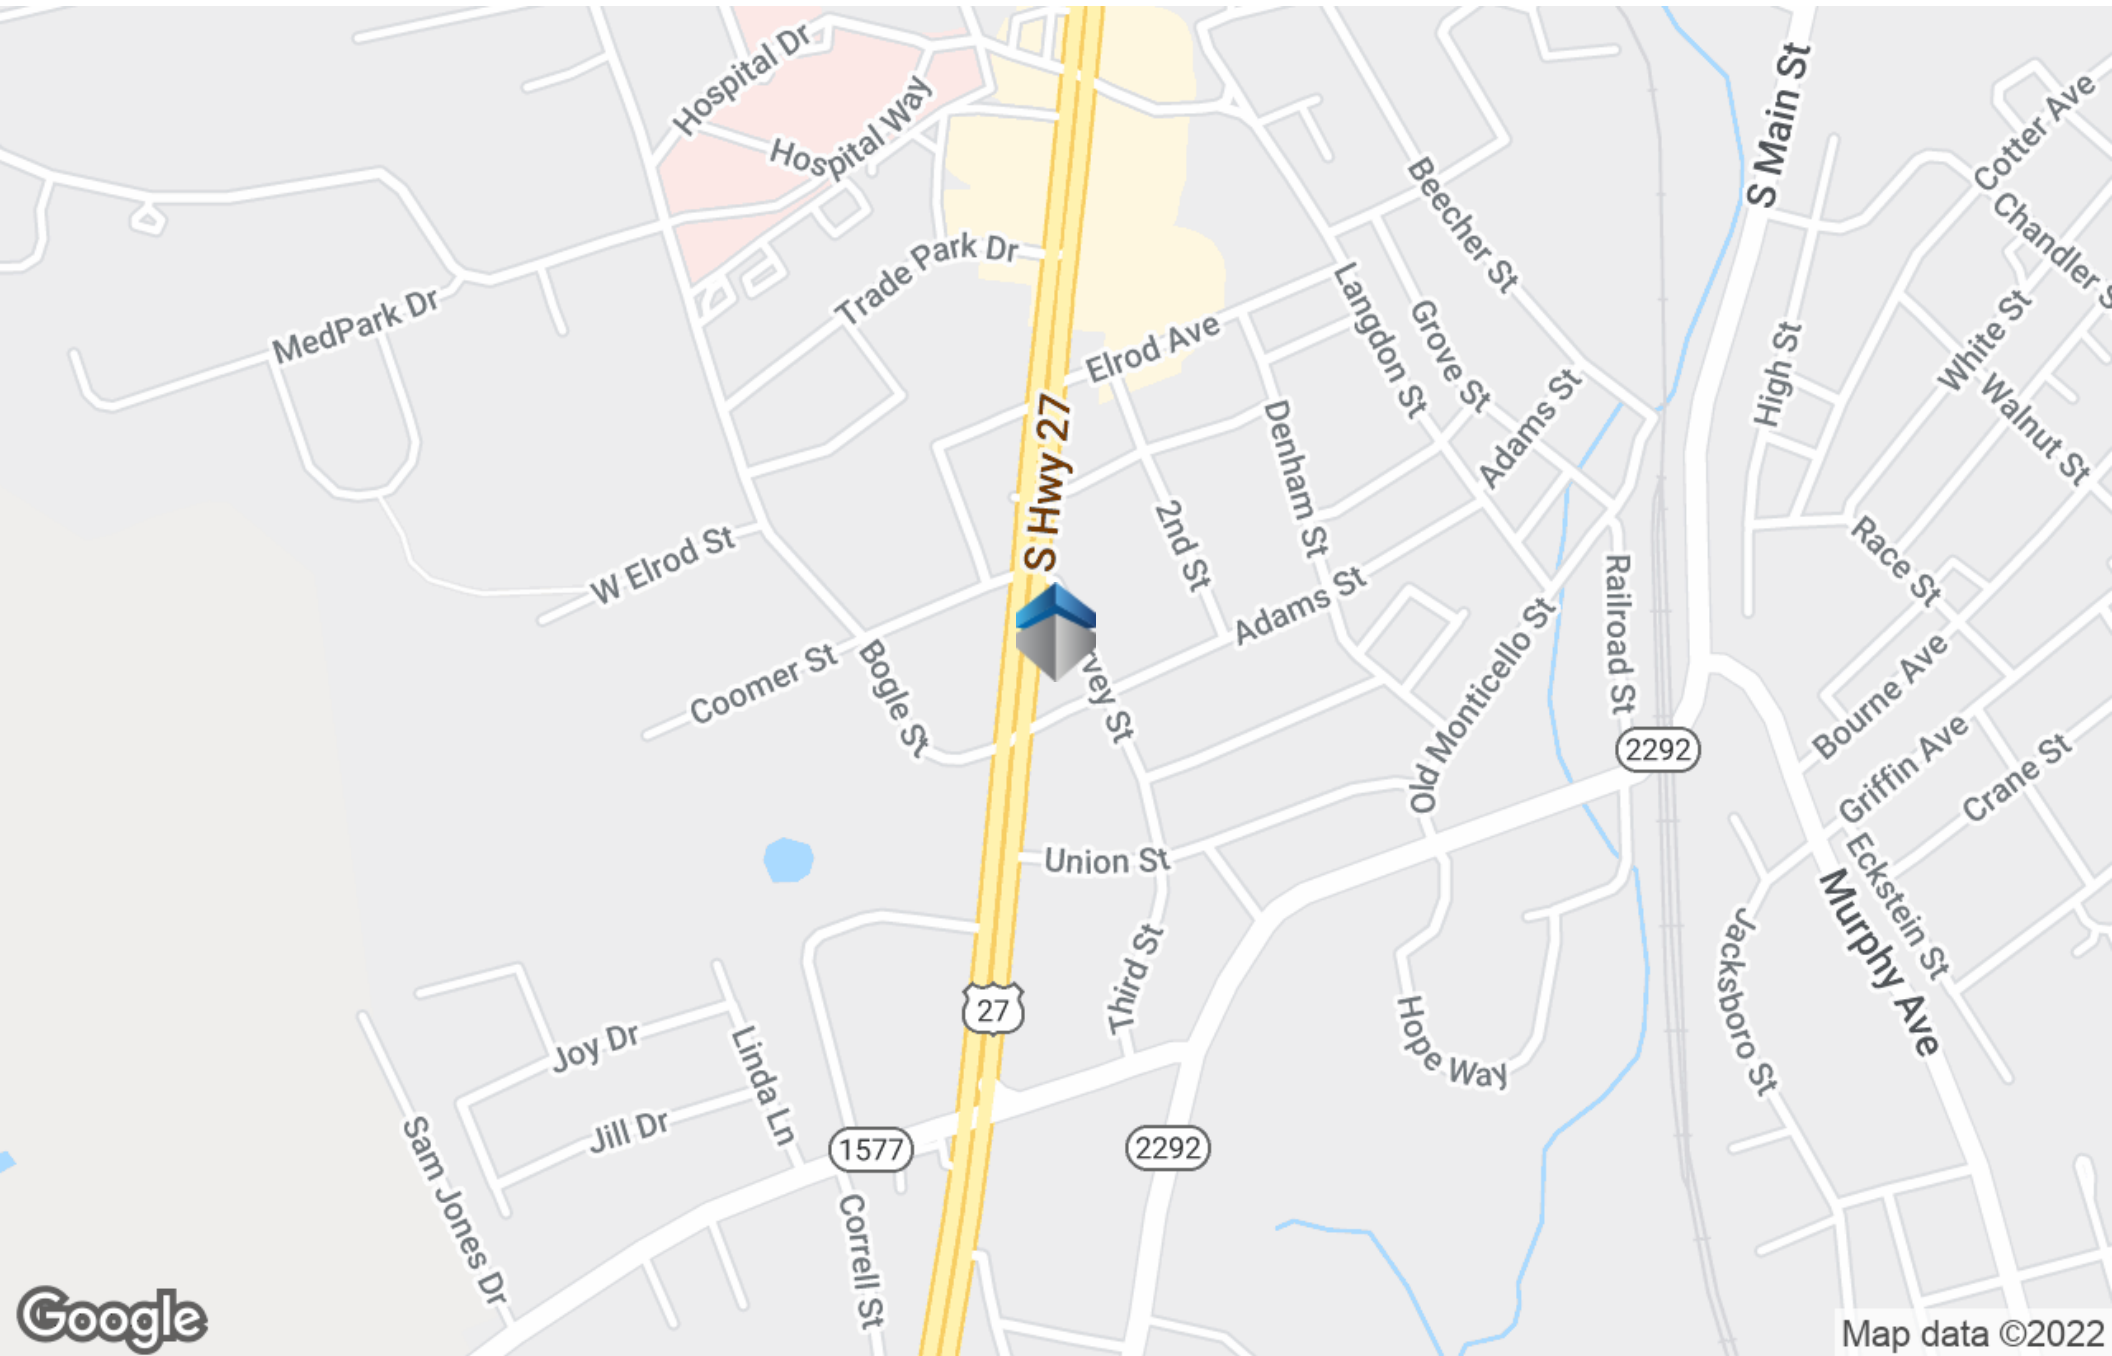 Hospital Dr
Hospital Way
S Main St
Cotter Ave
Chandler S
Beecher St
Trade Park Dr
MedPark Dr
Langdon St
Grove St
Elrod Ave
High St
White St
Walnut St
S Hwy 27
Denham St
Adams St
2nd St
W Elrod St
Race St
Railroad St
Adams St
Old Monticello St
Coomer St
Bogle St
rvey St
Bourne Ave
2292
Griffin Ave
Crane St
Union St
Eckstein St
Murphy Ave
Third St
Jacksboro St
27
Hope Way
Joy Dr
Linda Ln
Jill Dr
Sam Jones Dr
1577
2292
Correll St
Google
Map data ©2022